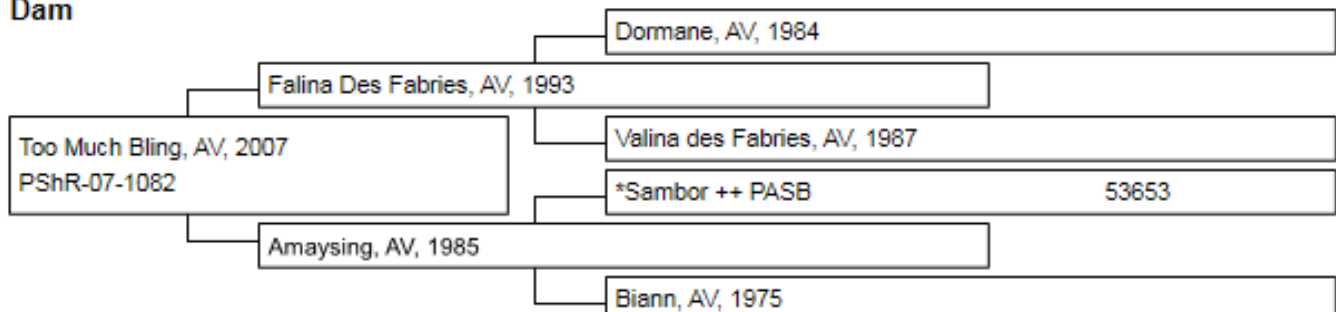 Dam
Dormane, AV, 1984
Falina Des Fabries, AV, 1993
Valina des Fabries, AV, 1987
Too Much Bling, AV, 2007
PShR-07-1082
*Sambor ++ PASB 53653
Amaysing, AV, 1985
Biann, AV, 1975